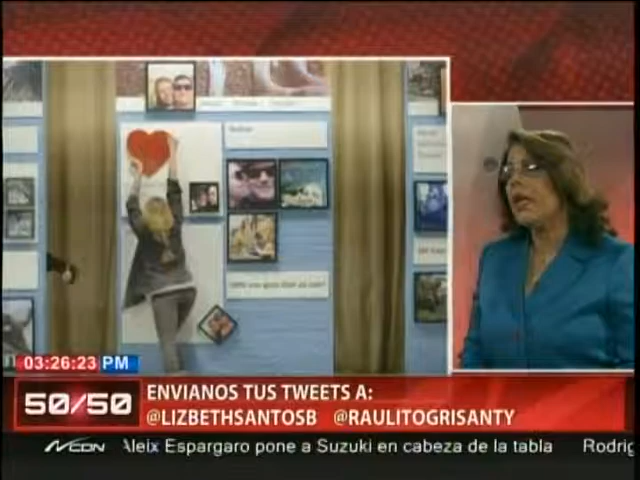 03:26:23 PM
50/50
ENVIANOS TUS TWEETS A:
@LIZBETHSANTOSB @RAULITOGRISANTY
CDN
Aleix Espargaro pone a Suzuki en cabeza de la tabla Rodrig